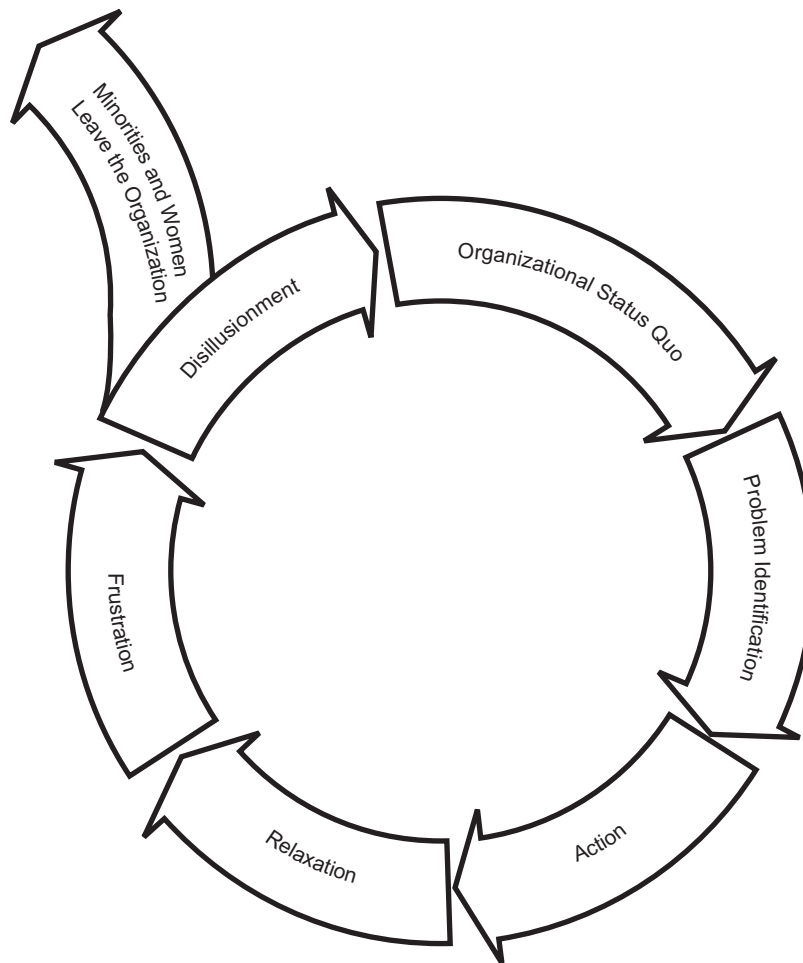 Minorities and Women
Leave the Organization
Disillusionment
Organizational Status Quo
Problem Identification
Action
Relaxation
Frustration